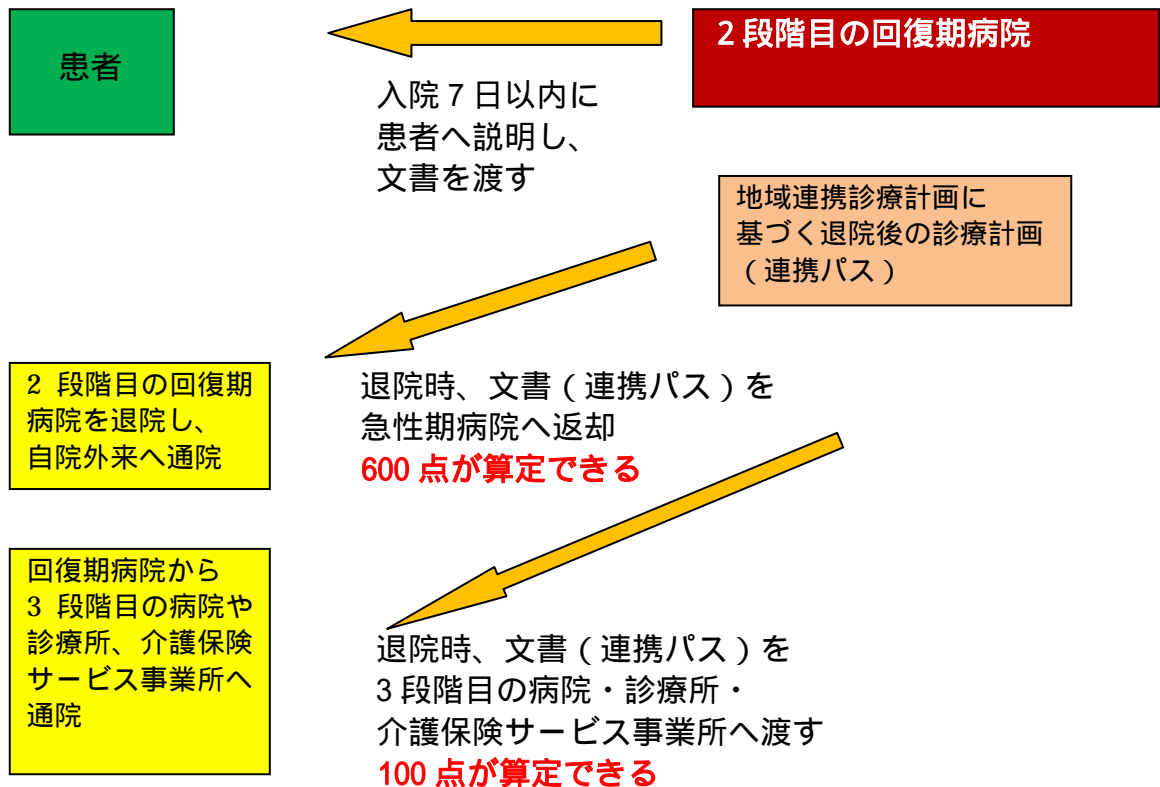 患者
2段階目の回復期病院
入院7日以内に
患者へ説明し、
文書を渡す
地域連携診療計画に
基づく退院後の診療計画
（連携パス）
2 段階目の回復期
病院を退院し、
自院外来へ通院
退院時、文書（連携パス）を
急性期病院へ返却
600点が算定できる
回復期病院から
3 段階目の病院や
診療所、介護保険
サービス事業所へ
通院
退院時、文書（連携パス）を
3段階目の病院・診療所・
介護保険サービス事業所へ渡す
100点が算定できる